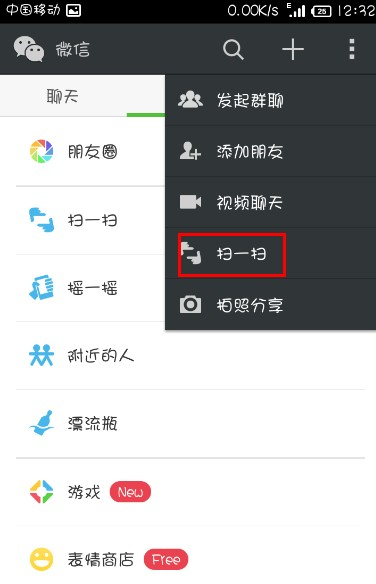 中国移动 0.00K/s E 25 12:32
微信
聊天
发起群聊
朋友圈
添加朋友
视频聊天
扫一扫
扫一扫
摇一摇
拍照分享
附近的人
漂流瓶
游戏 New
表情商店 Free